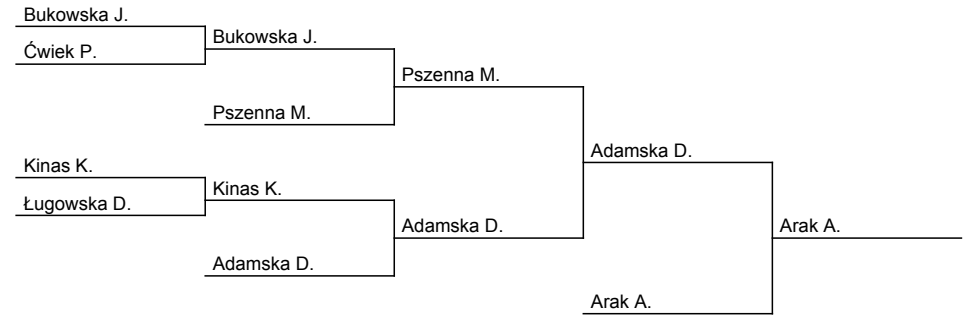 Bukowska J.
Ćwiek P.
Bukowska J.
Pszenna M.
Pszenna M.
Kinas K.
Ługowska D.
Kinas K.
Adamska D.
Adamska D.
Adamska D.
Arak A.
Arak A.